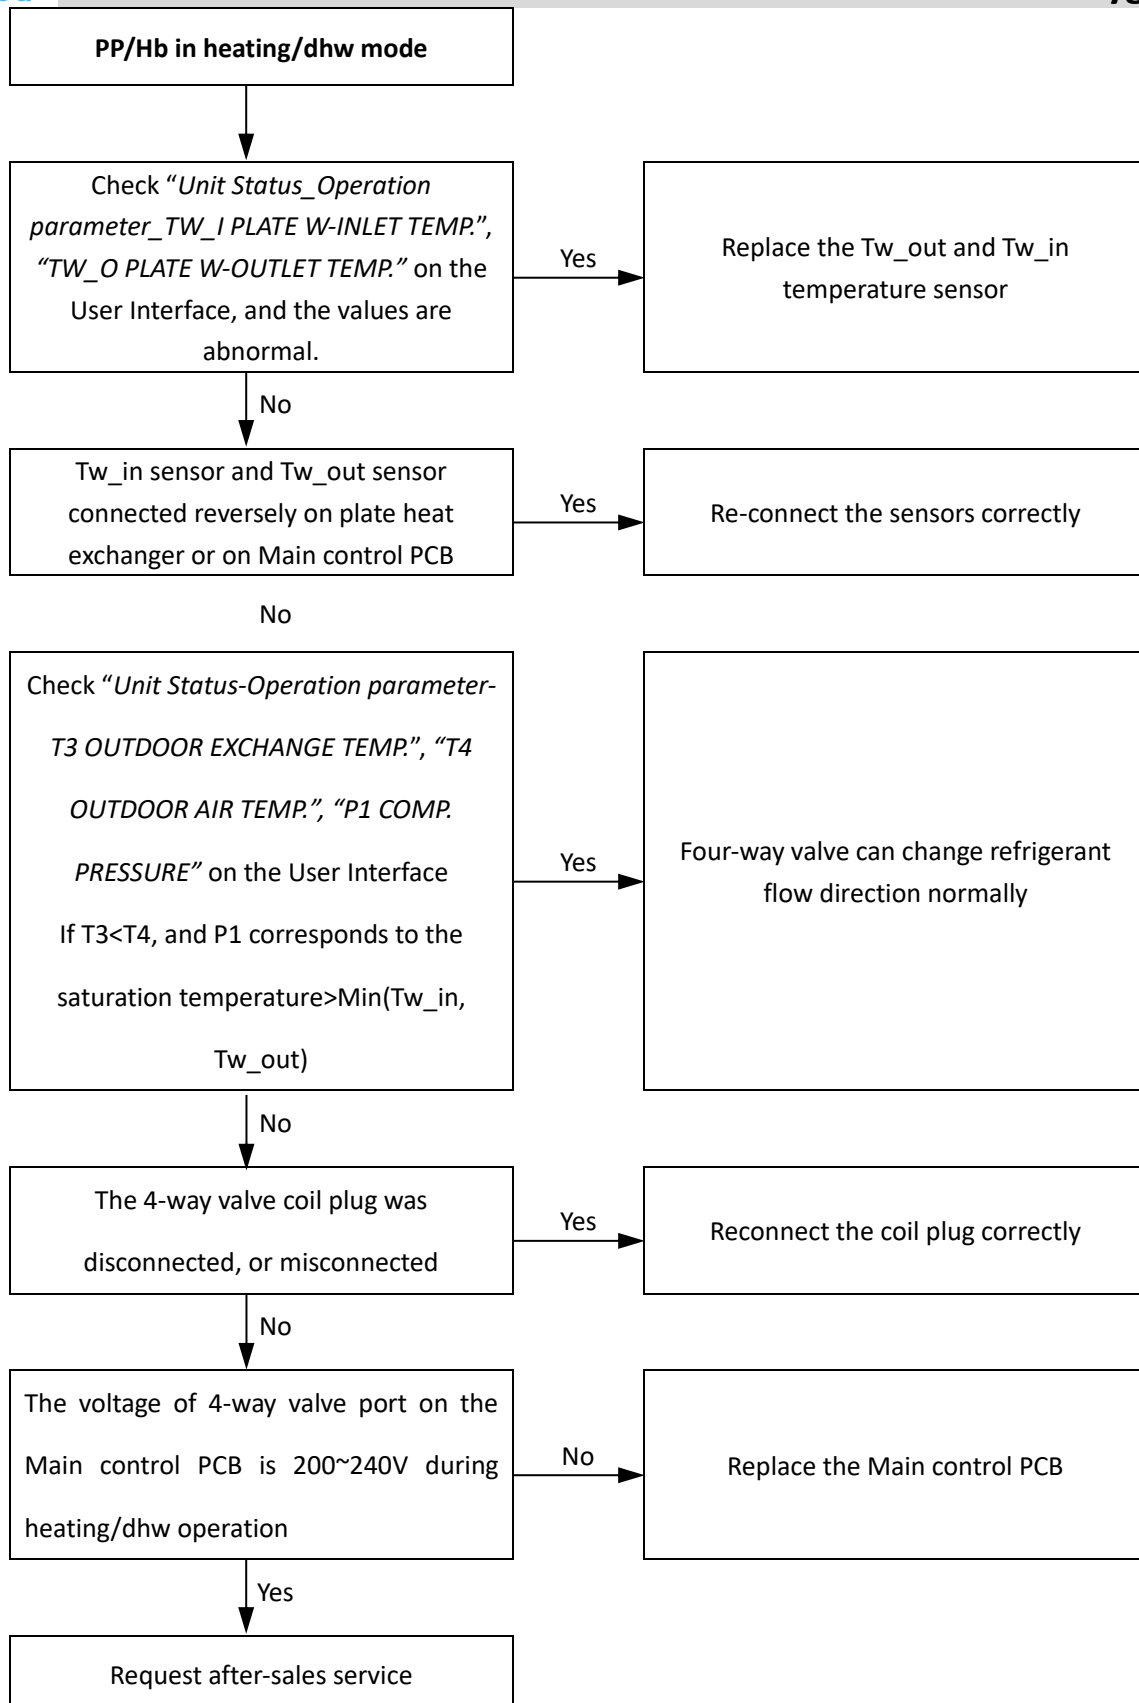 PP/Hb in heating/dhw mode
Check “Unit Status_Operation
parameter_TW_I PLATE W-INLET TEMP.”,
“TW_O PLATE W-OUTLET TEMP.” on the
User Interface, and the values are
abnormal.
Yes
Replace the Tw_out and Tw_in
temperature sensor
No
Tw_in sensor and Tw_out sensor
connected reversely on plate heat
exchanger or on Main control PCB
Yes
Re-connect the sensors correctly
No
Check “Unit Status-Operation parameter-
T3 OUTDOOR EXCHANGE TEMP.”, “T4
OUTDOOR AIR TEMP.”, “P1 COMP.
PRESSURE” on the User Interface
If T3<T4, and P1 corresponds to the
saturation temperature>Min(Tw_in,
Tw_out)
Yes
Four-way valve can change refrigerant
flow direction normally
No
The 4-way valve coil plug was
disconnected, or misconnected
Yes
Reconnect the coil plug correctly
No
The voltage of 4-way valve port on the
Main control PCB is 200~240V during
heating/dhw operation
No
Replace the Main control PCB
Yes
Request after-sales service